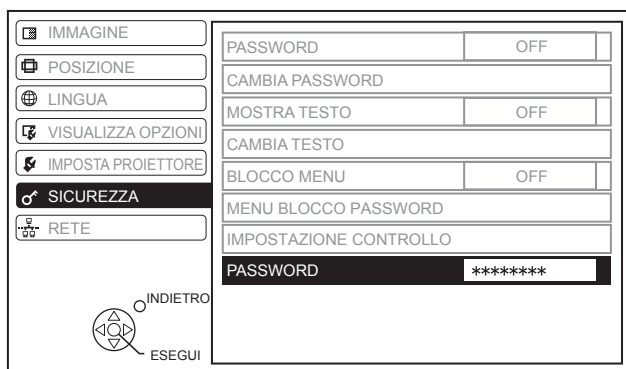 IMMAGINE
POSIZIONE
LINGUA
VISUALIZZA OPZIONI
IMPOSTA PROIETTORE
SICUREZZA
RETE
INDIETRO
ESEGUI
PASSWORD OFF
CAMBIA PASSWORD
MOSTRA TESTO OFF
CAMBIA TESTO
BLOCCO MENU OFF
MENU BLOCCO PASSWORD
IMPOSTAZIONE CONTROLLO
PASSWORD ********